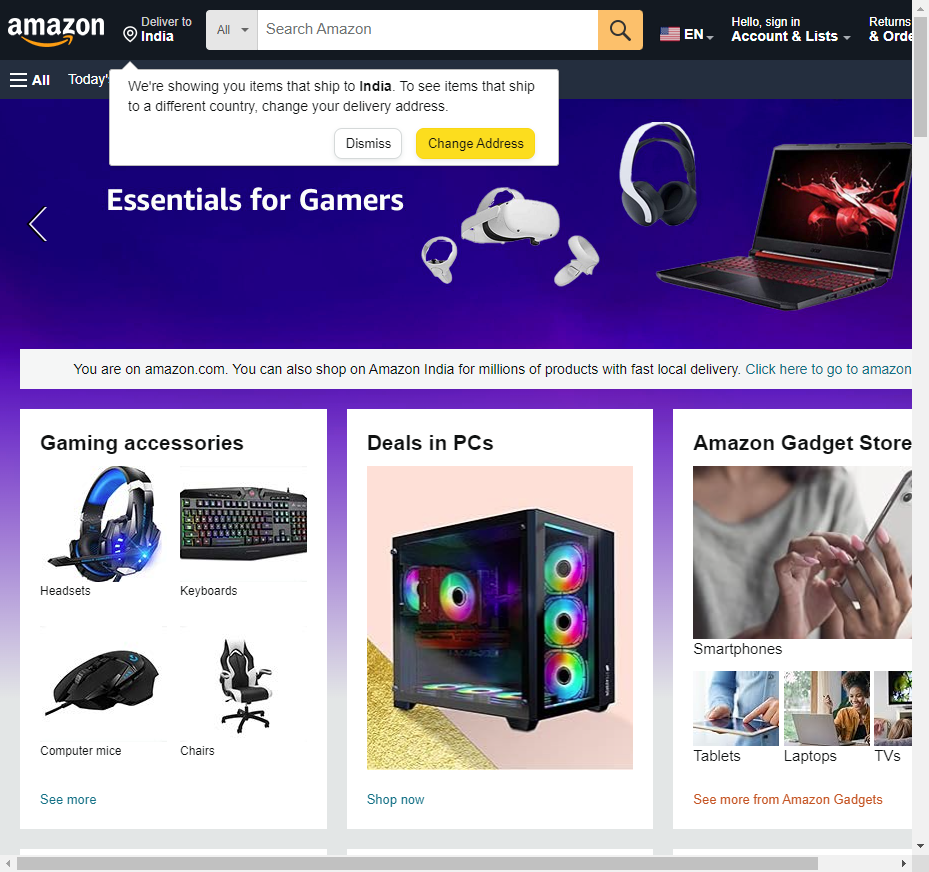 amazon
Deliver to
India
All
Search Amazon
EN
Hello, sign in
Account & Lists
Returns
&
All
We're showing you items that ship to India. To see items that ship
to a different country, change your delivery address.
Dismiss
Change Address
Essentials for Gamers
You are on amazon.com. You can also shop on Amazon India for millions of products with fast local delivery. Click here to go to amazon
Gaming accessories
Headsets
Keyboards
Computer mice
Chairs
See more
Deals in PCs
Shop now
Amazon Gadget Store
Smartphones
Tablets
Laptops
TVs
See more from Amazon Gadgets